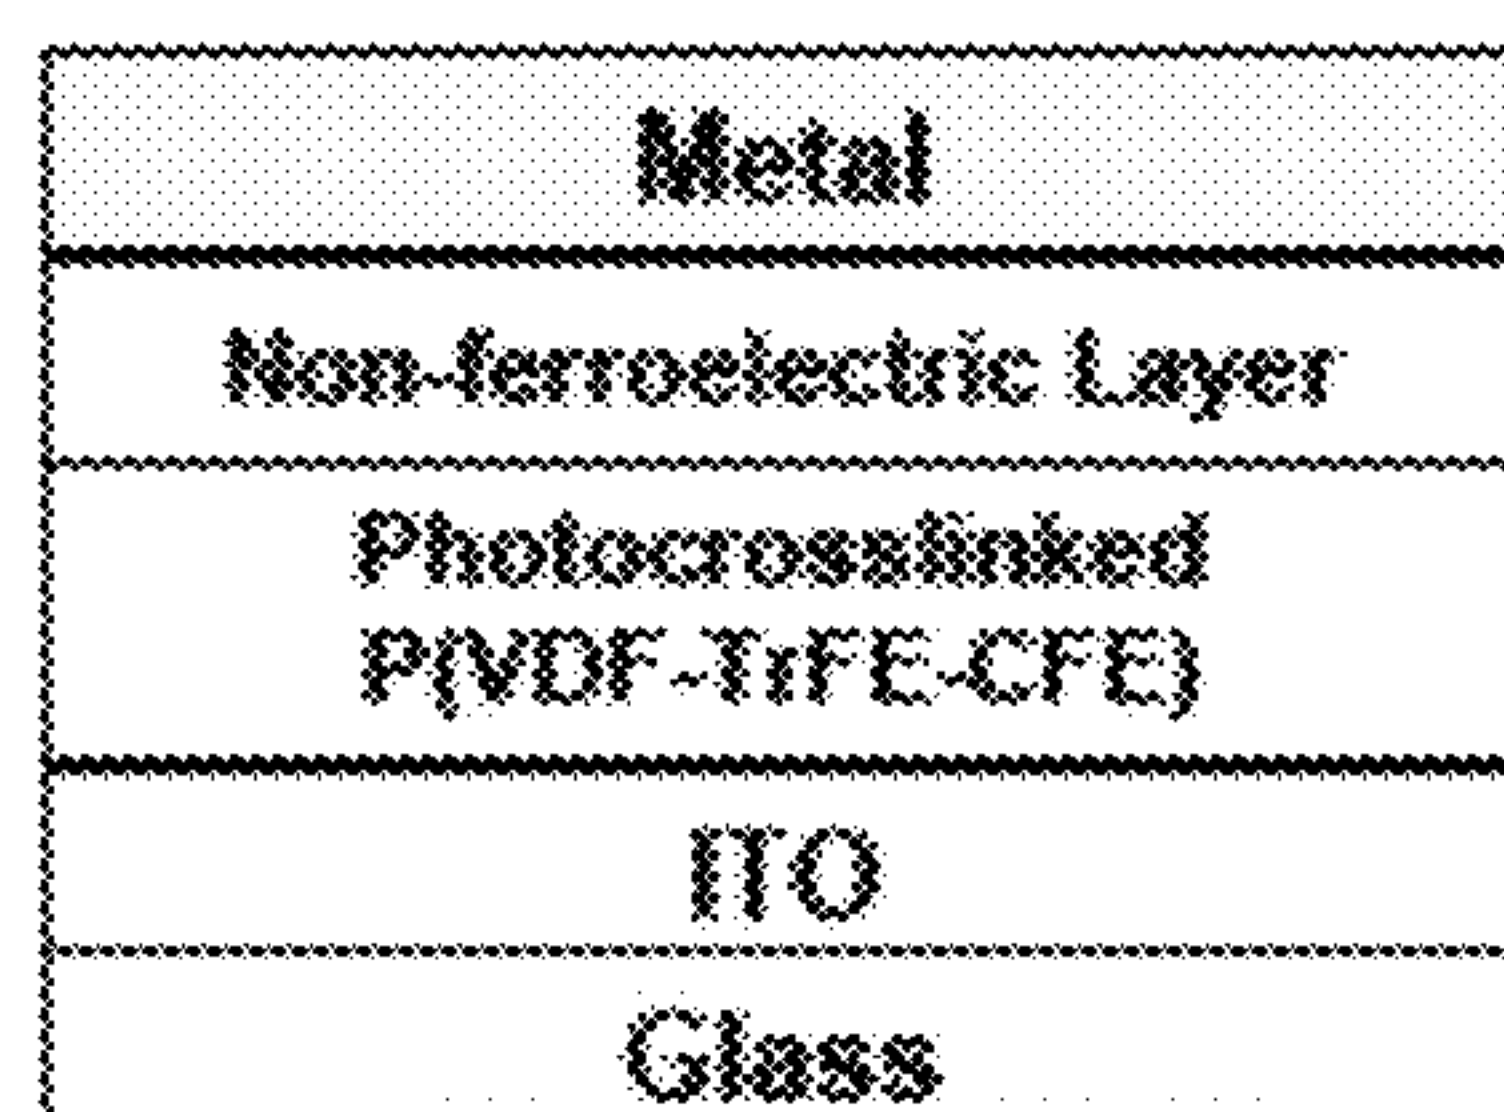 Metal
Non-ferroelectric Layer
Photocrosslinked
P(VDF-TrFE-CFE)
ITO
Glass